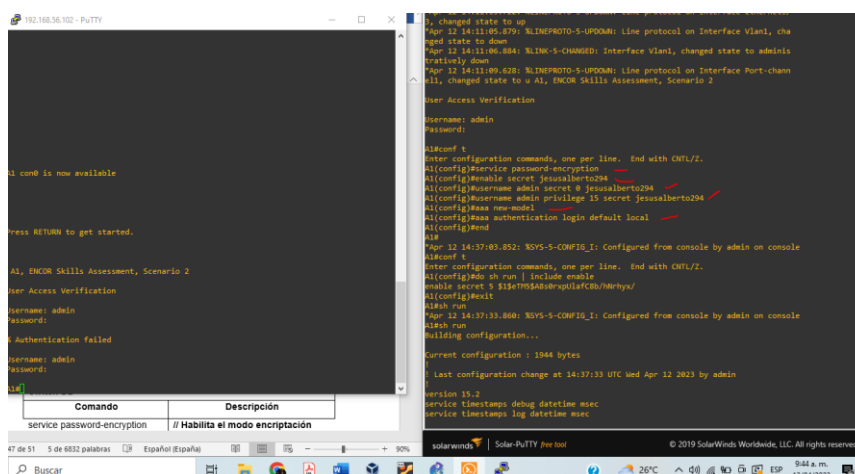 192.168.56.102 - PuTTY
A1 con0 is now available
Press RETURN to get started.
A1, ENCOR Skills Assessment, Scenario 2
User Access Verification
Username: admin
Password:
% Authentication failed
Username: admin
Password:
A1#
Comando Descripción
service password-encryption // Habilita el modo encriptación
47 de 51 5 de 6832 palabras Español (España) 90%
3, changed state to up
*Apr 12 14:11:05.879: %LINEPROTO-5-UPDOWN: Line protocol on Interface Vlan1, cha
nged state to down
*Apr 12 14:11:06.884: %LINK-5-CHANGED: Interface Vlan1, changed state to adminis
tratively down
*Apr 12 14:11:09.628: %LINEPROTO-5-UPDOWN: Line protocol on Interface Port-chann
el1, changed state to u A1, ENCOR Skills Assessment, Scenario 2
User Access Verification
Username: admin
Password:
A1#conf t
Enter configuration commands, one per line. End with CNTL/Z.
A1(config)#service password-encryption
A1(config)#enable secret jesusalberto294
A1(config)#username admin secret 0 jesusalberto294
A1(config)#username admin privilege 15 secret jesusalberto294
A1(config)#aaa new-model
A1(config)#aaa authentication login default local
A1(config)#end
A1#
*Apr 12 14:37:03.852: %SYS-5-CONFIG_I: Configured from console by admin on console
A1#conf t
Enter configuration commands, one per line. End with CNTL/Z.
A1(config)#do sh run | include enable
enable secret 5
A1(config)#exit
A1#sh run
*Apr 12 14:37:33.860: %SYS-5-CONFIG_I: Configured from console by admin on console
A1#sh run
Building configuration...
Current configuration : 1944 bytes
!
! Last configuration change at 14:37:33 UTC Wed Apr 12 2023 by admin
!
version 15.2
service timestamps debug datetime msec
service timestamps log datetime msec
solarwinds Solar-PuTTY free tool © 2019 SolarWinds Worldwide, LLC. All rights reserved
Buscar 26°C ESP 9:44 a. m.